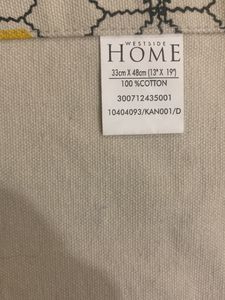 WESTSIDE
HOME
33cm X 48cm (13" X 19")
100 %COTTON
300712435001
10404093/KAN001/D